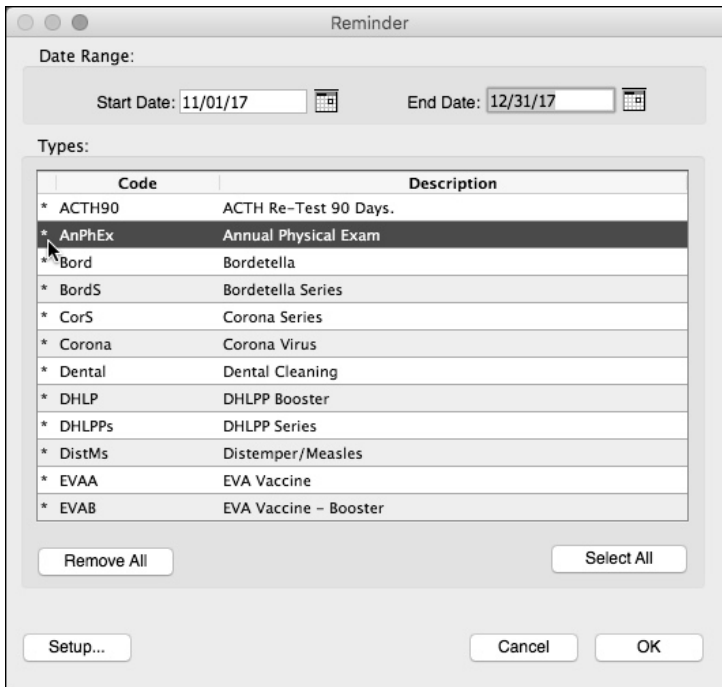 Reminder
Date Range:
Start Date: 11/01/17 End Date: 12/31/17
Types:
Code Description
* ACTH90 ACTH Re-Test 90 Days.
* AnPhEx Annual Physical Exam
* Bord Bordetella
* BordS Bordetella Series
* CorS Corona Series
* Corona Corona Virus
* Dental Dental Cleaning
* DHLP DHLPP Booster
* DHLPPs DHLPP Series
* DistMs Distemper/Measles
* EVAA EVA Vaccine
* EVAB EVA Vaccine – Booster
Remove All Select All
Setup... Cancel OK